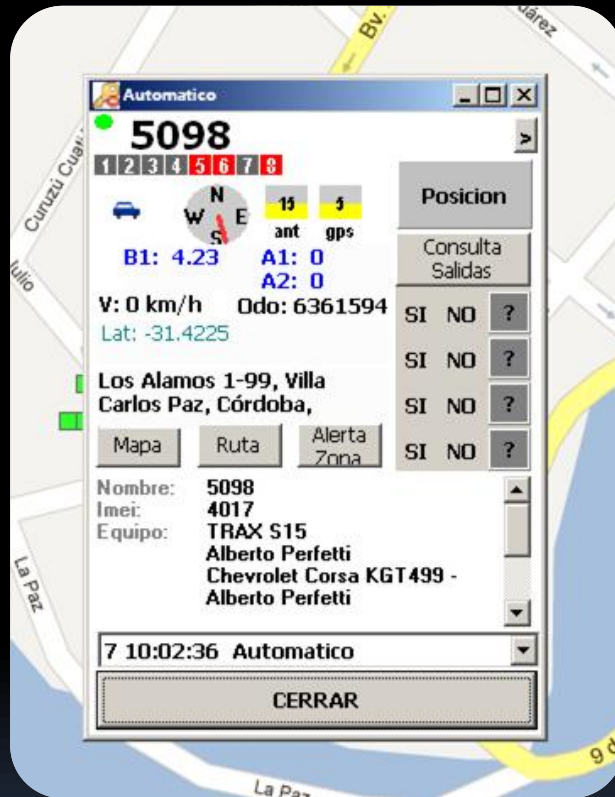 Bv.
uárez
Curuzú Cuati
Julio
Automatico
5098
>
1 2 3 4 5 6 7 8
Posicion
N
W E
S
15 5
ant gps
Consulta
Salidas
B1: 4.23 A1: 0
A2: 0
V: 0 km/h Odo: 6361594
SI NO ?
Lat: -31.4225
SI NO ?
Los Alamos 1-99, Villa
Carlos Paz, Córdoba,
SI NO ?
Mapa Ruta Alerta
Zona
SI NO ?
Nombre: 5098
Imei: 4017
Equipo: TRAX S15
Alberto Perfetti
Chevrolet Corsa KGT499 -
Alberto Perfetti
La Paz
7 10:02:36 Automatico
CERRAR
9 d
La Paz